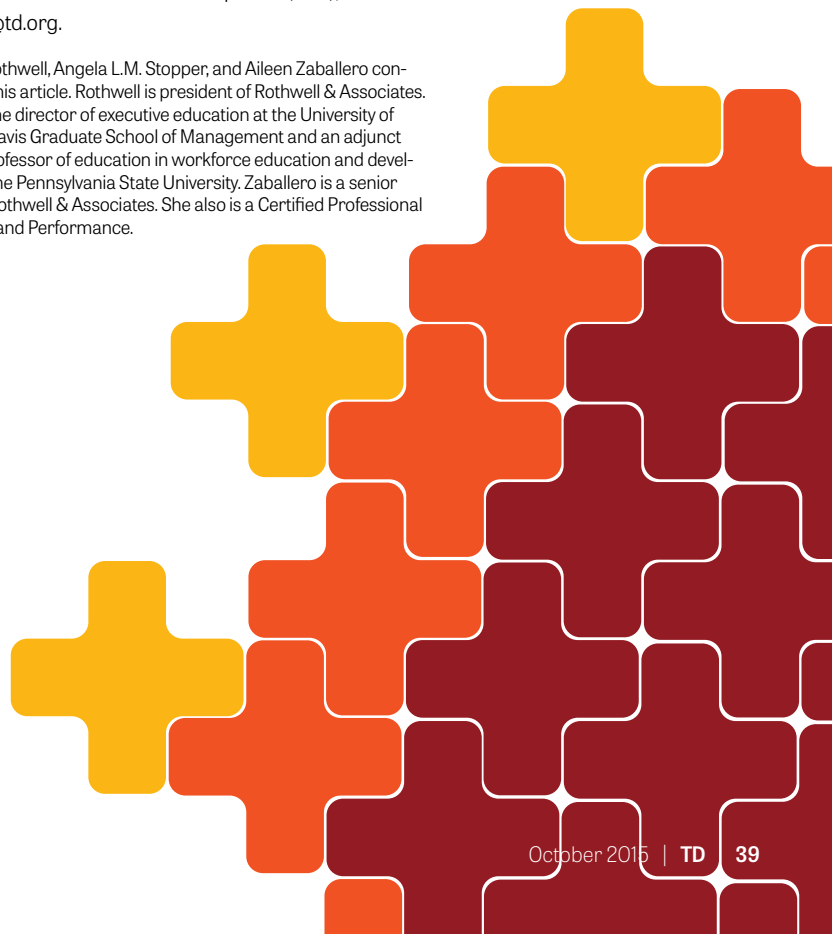 @td.org.
othwell, Angela L.M. Stopper, and Aileen Zaballero con-
his article. Rothwell is president of Rothwell & Associates.
he director of executive education at the University of
avis Graduate School of Management and an adjunct
ofessor of education in workforce education and devel-
he Pennsylvania State University. Zaballero is a senior
othwell & Associates. She also is a Certified Professional
and Performance.
October 2015 | TD | 39